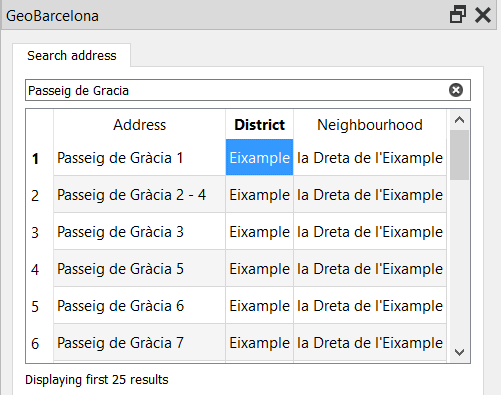 GeoBarcelona
Search address
Passeig de Gracia
Address District Neighbourhood
1 Passeig de Gràcia 1 Eixample la Dreta de l'Eixample
2 Passeig de Gràcia 2 - 4 Eixample la Dreta de l'Eixample
3 Passeig de Gràcia 3 Eixample la Dreta de l'Eixample
4 Passeig de Gràcia 5 Eixample la Dreta de l'Eixample
5 Passeig de Gràcia 6 Eixample la Dreta de l'Eixample
6 Passeig de Gràcia 7 Eixample la Dreta de l'Eixample
Displaying first 25 results